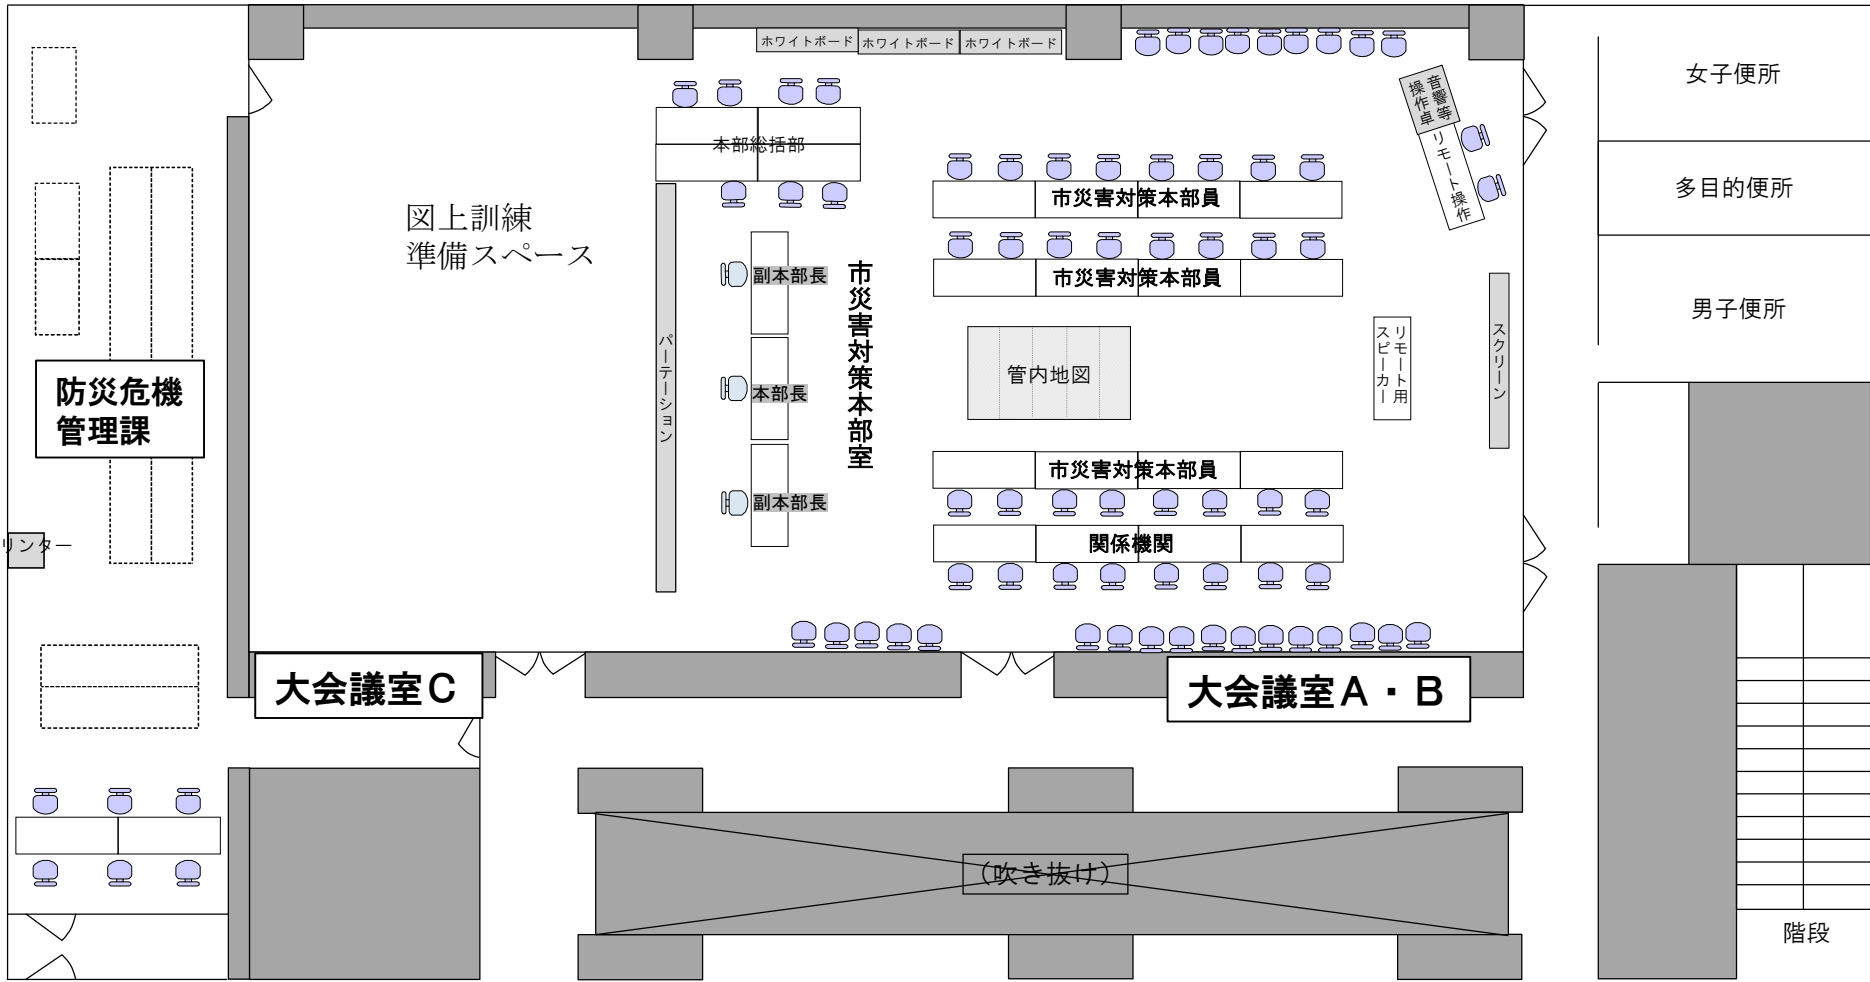 ホワイトボード
ホワイトボード
ホワイトボード
音響等
操作卓
リモート操作
女子便所
多目的便所
男子便所
本部総括部
図上訓練
準備スペース
市災害対策本部員
市災害対策本部員
副本部長
本部長
副本部長
市災害対策本部室
パーテーション
管内地図
リモート用
スピーカー
スクリーン
市災害対策本部員
関係機関
防災危機
管理課
リンター
大会議室C
大会議室A・B
(吹き抜け)
階段